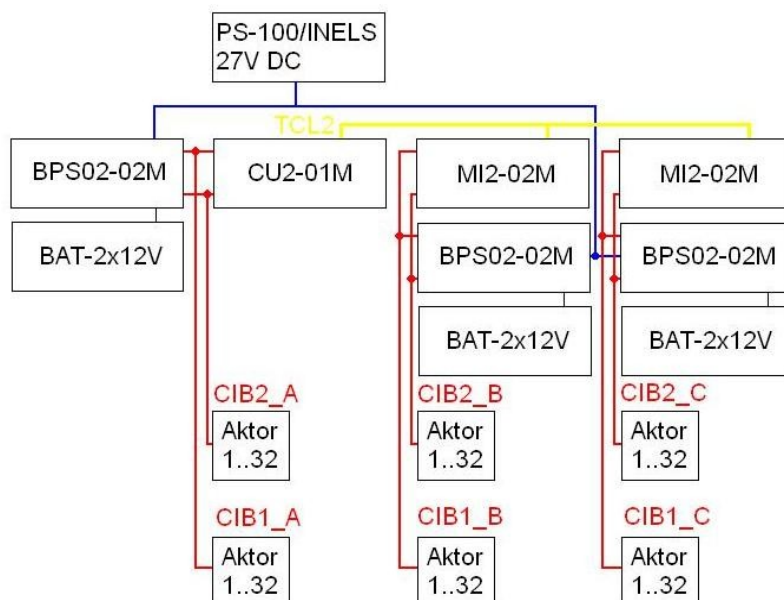 PS-100/INELS
27V DC
TCL2
BPS02-02M
CU2-01M
MI2-02M
MI2-02M
BAT-2x12V
BPS02-02M
BPS02-02M
BAT-2x12V
BAT-2x12V
CIB2_A
CIB2_B
CIB2_C
Aktor
1..32
Aktor
1..32
Aktor
1..32
CIB1_A
CIB1_B
CIB1_C
Aktor
1..32
Aktor
1..32
Aktor
1..32